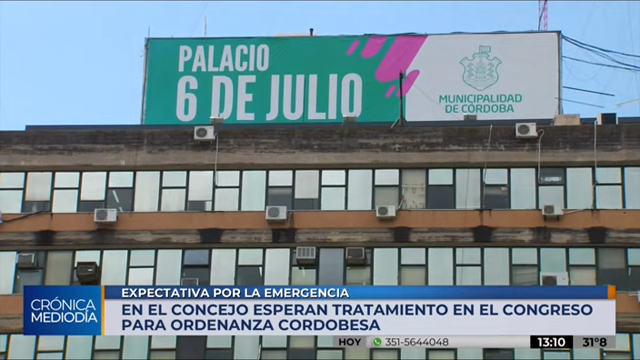 PALACIO
6 DE JULIO
MUNICIPALIDAD
DE CÓRDOBA
EXPECTATIVA POR LA EMERGENCIA
CRÓNICA
MEDIODÍA
EN EL CONCEJO ESPERAN TRATAMIENTO EN EL CONGRESO
PARA ORDENANZA CORDOBESA
HOY 351-5644048 13:10 31°8